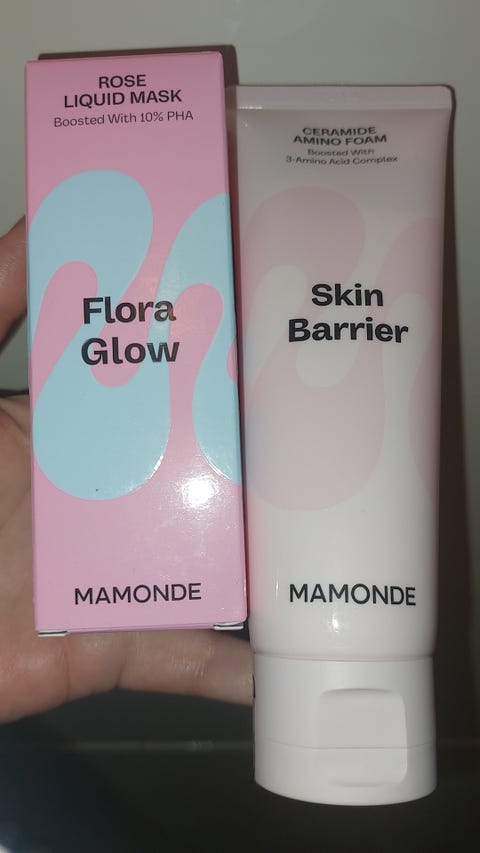 ROSE
LIQUID MASK
Boosted With 10% PHA
Flora
Glow
MAMONDE
CERAMIDE
AMINO FOAM
Boosted With
3-Amino Acid Complex
Skin
Barrier
MAMONDE